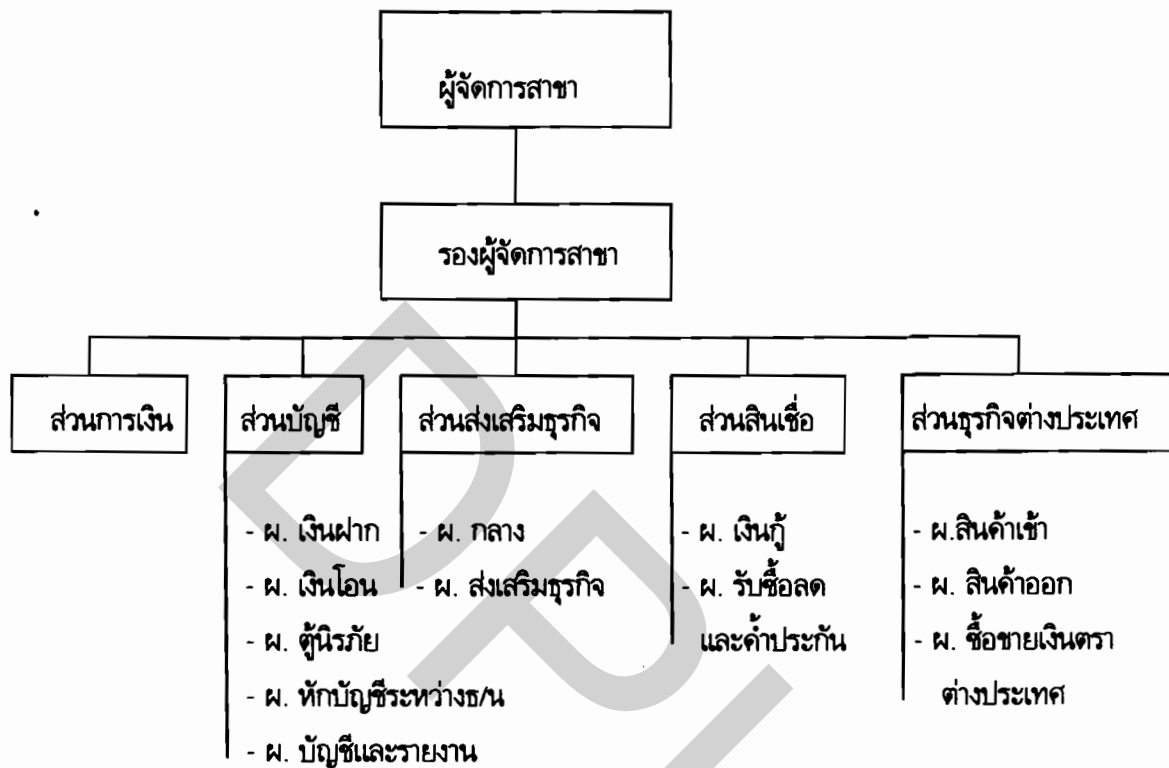 ผู้จัดการสาขา
รองผู้จัดการสาขา
ส่วนการเงิน
ส่วนบัญชี
- ผ. เงินฝาก
- ผ. เงินโอน
- ผ. ตู้นิรภัย
- ผ. หักบัญชีระหว่างธ/น
- ผ. บัญชีและรายงาน
ส่วนส่งเสริมธุรกิจ
- ผ. กลาง
- ผ. ส่งเสริมธุรกิจ
ส่วนสินเชื่อ
- ผ. เงินกู้
- ผ. รับซื้อลด
และค้ำประกัน
ส่วนธุรกิจต่างประเทศ
- ผ.สินค้าเข้า
- ผ. สินค้าออก
- ผ. ซื้อขายเงินตรา
ต่างประเทศ